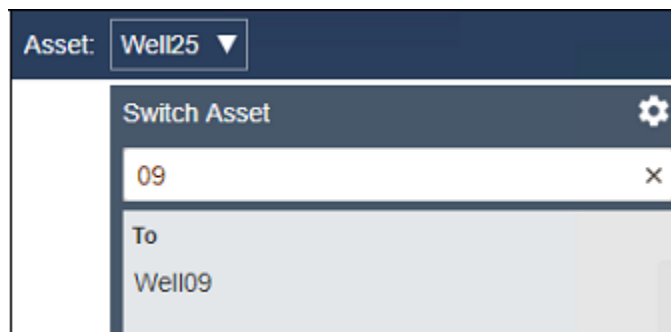 Asset: Well25 ▼
Switch Asset
09 ×
To
Well09